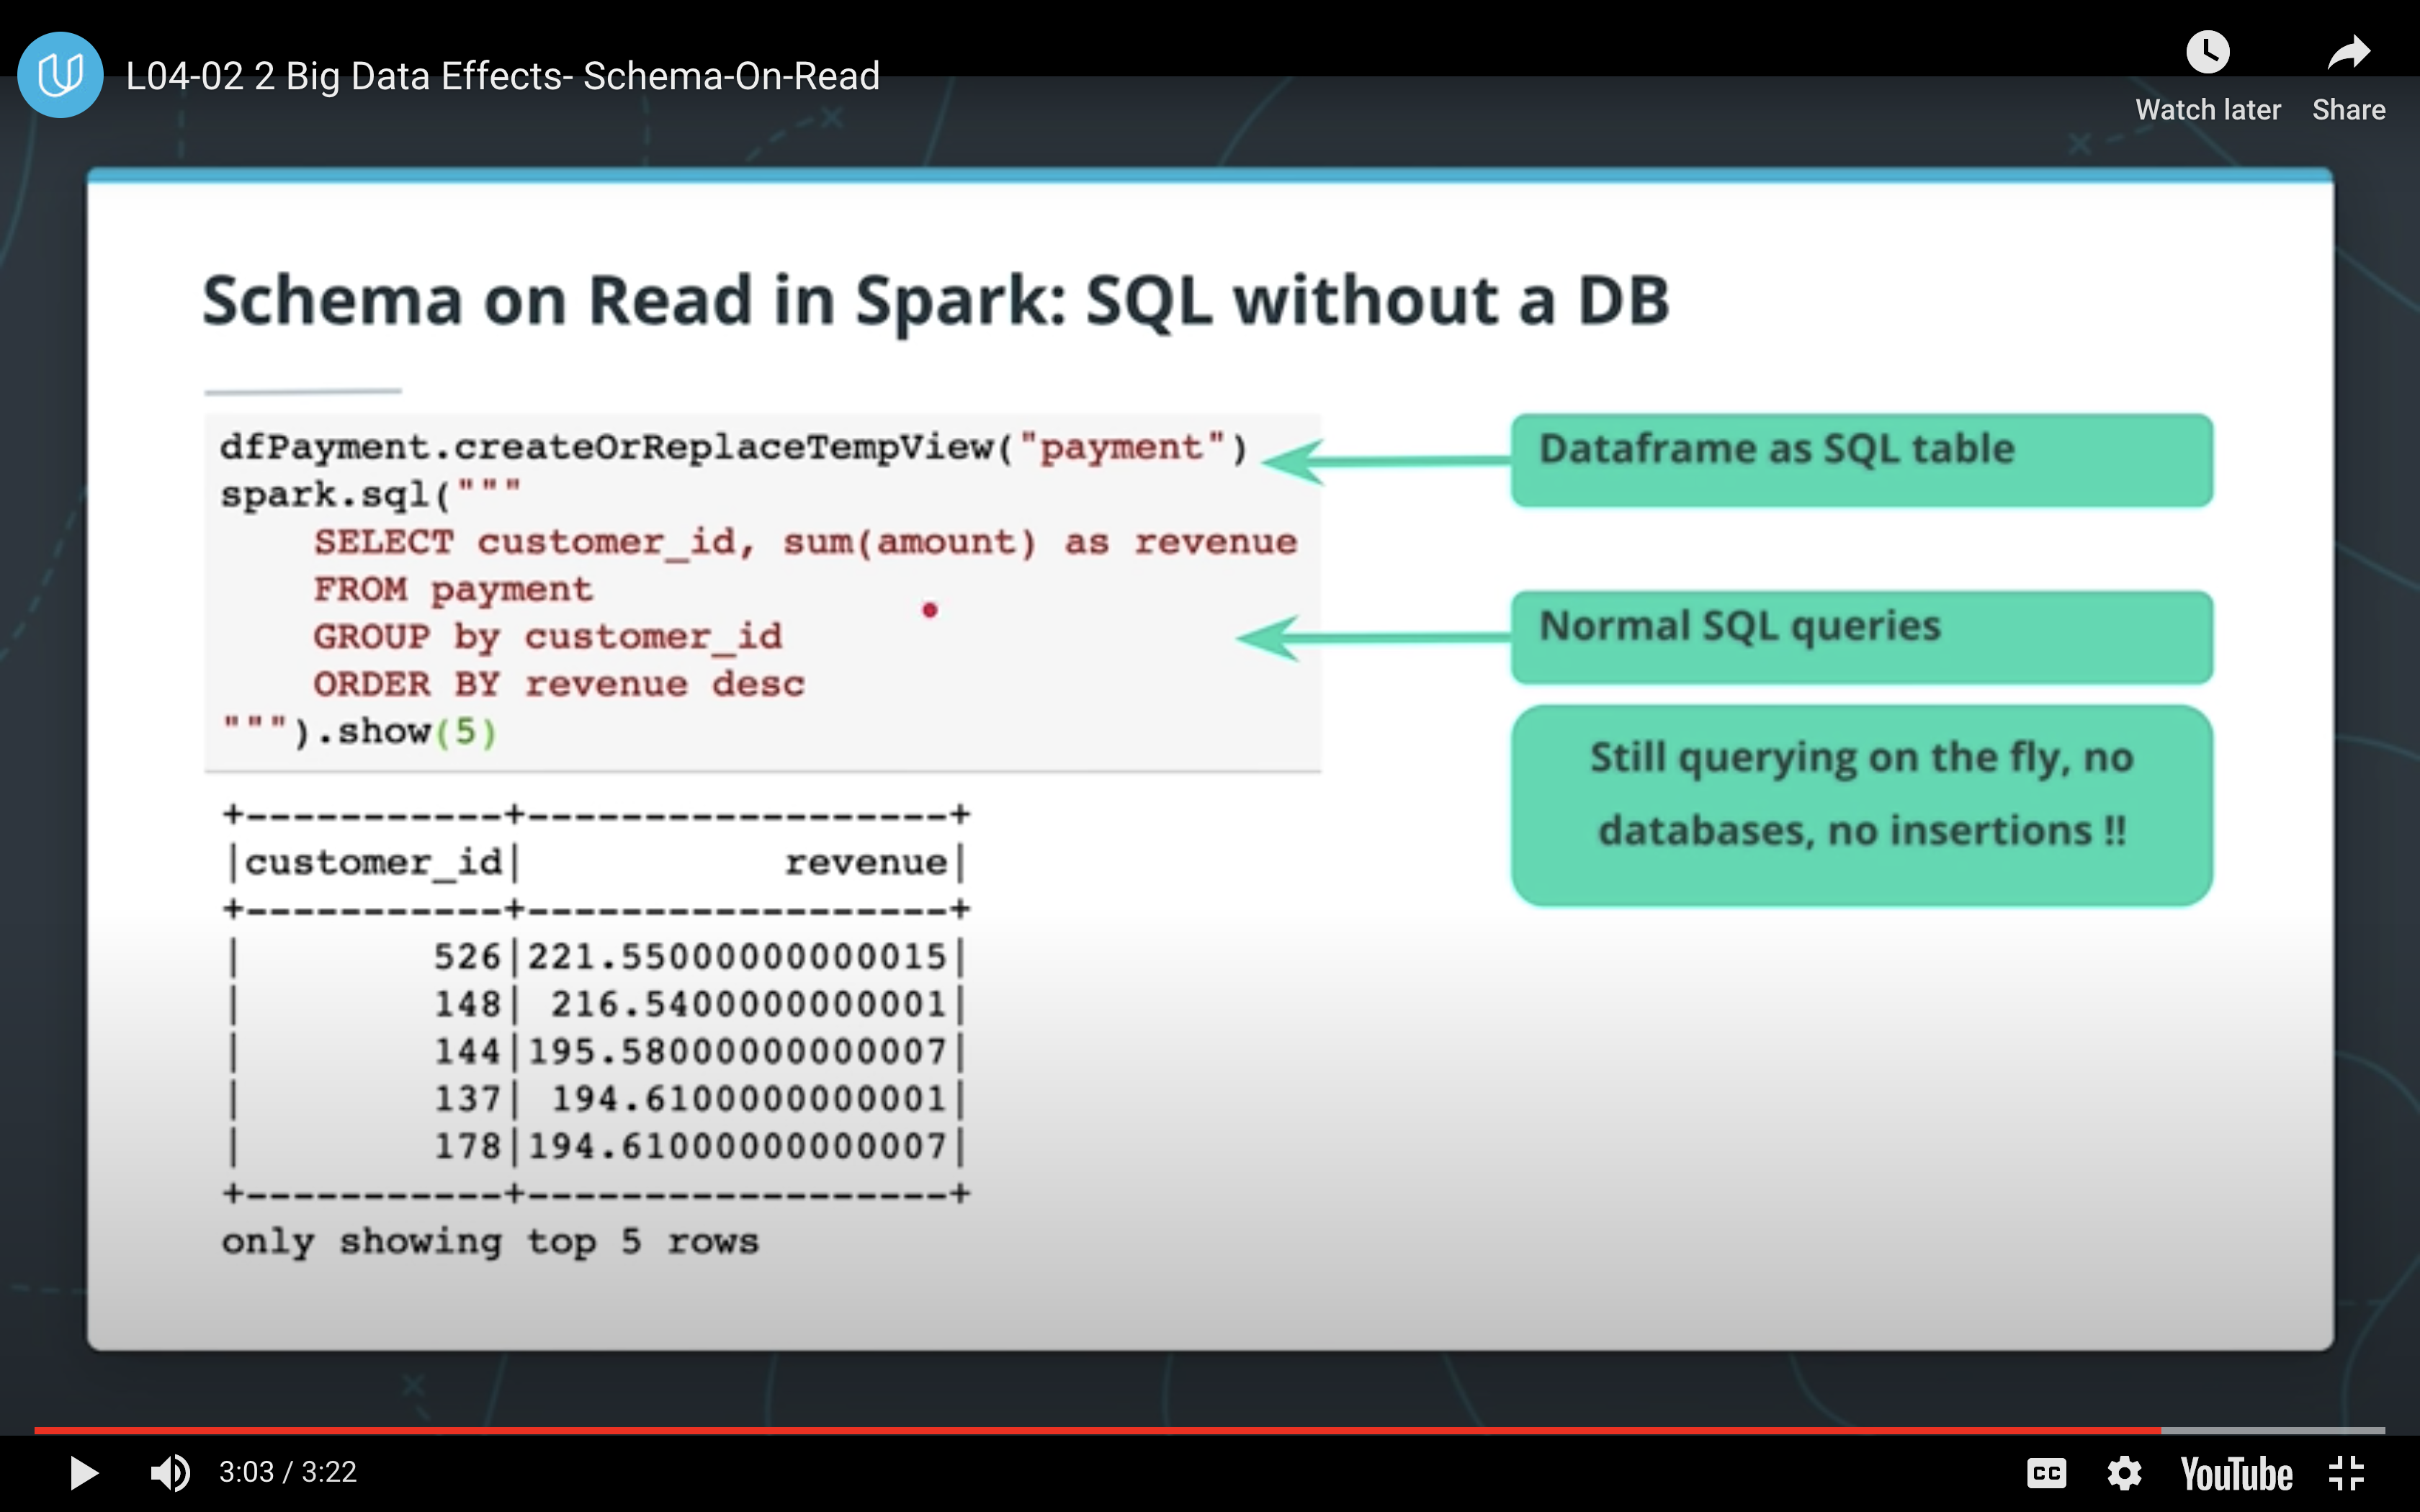 L04-02 2 Big Data Effects- Schema-On-Read
Watch later
Share
Schema on Read in Spark: SQL without a DB
dfPayment.createOrReplaceTempView("payment")
spark.sql("""
    SELECT customer_id, sum(amount) as revenue
    FROM payment
    GROUP by customer_id
    ORDER BY revenue desc
""").show(5)
Dataframe as SQL table
Normal SQL queries
Still querying on the fly, no
databases, no insertions !!
+-----------+------------------+
|customer_id|           revenue|
+-----------+------------------+
|        526|221.55000000000015|
|        148| 216.5400000000001|
|        144|195.58000000000007|
|        137| 194.6100000000001|
|        178|194.61000000000007|
+-----------+------------------+
only showing top 5 rows
3:03 / 3:22
CC
YouTube